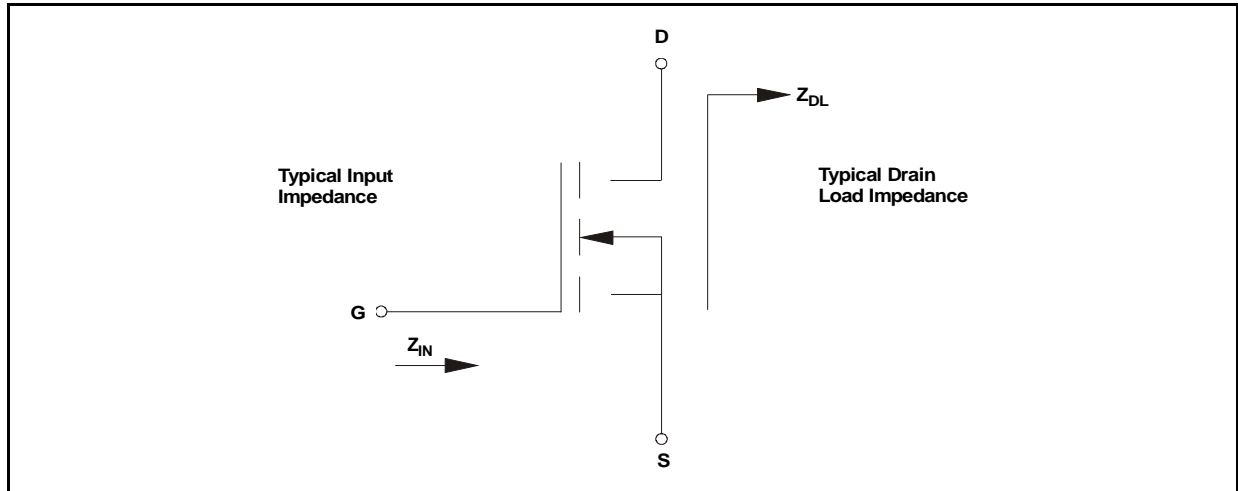 D
Z_DL
Typical Input
Impedance
Typical Drain
Load Impedance
G
Z_IN
S